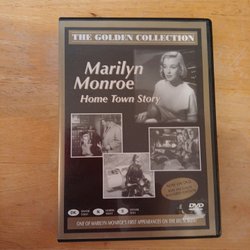 THE GOLDEN COLLECTION
Marilyn
Monroe
Home Town Story
DVD
ONE OF MARILYN MONROE'S FIRST APPEARANCES ON THE BIG SCREEN